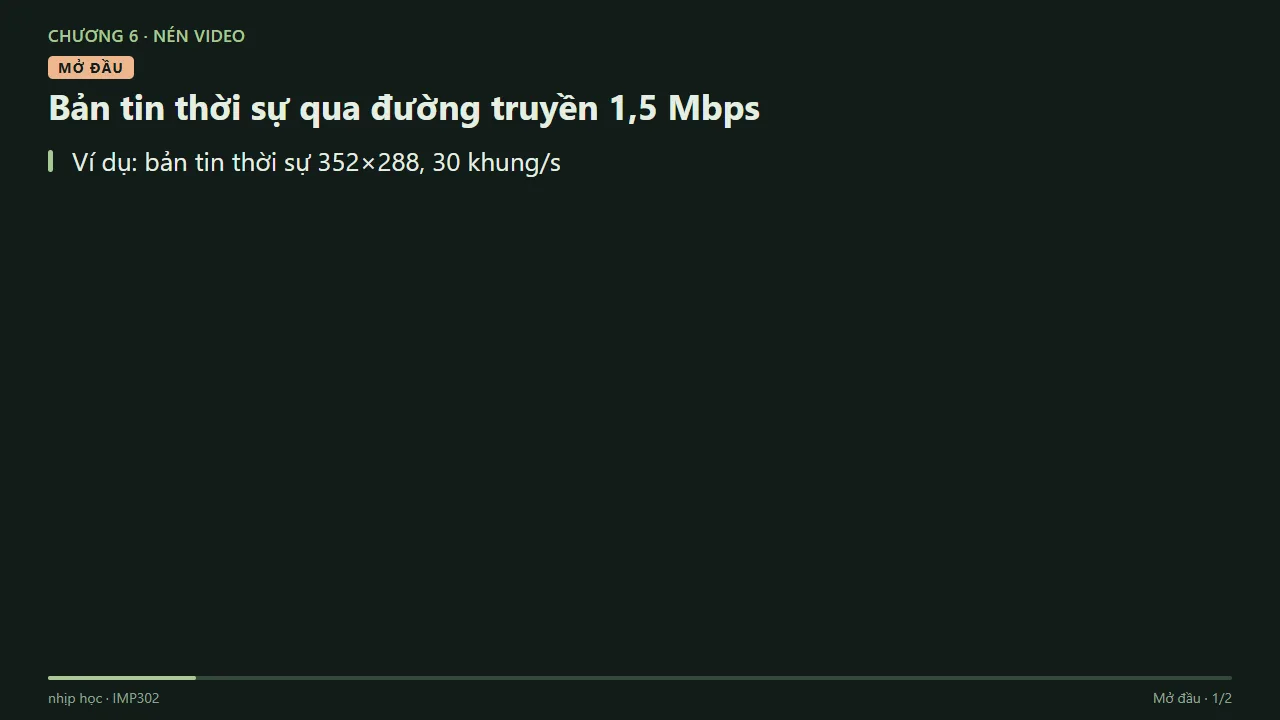 CHƯƠNG 6 · NÉN VIDEO
MỞ ĐẦU
Bản tin thời sự qua đường truyền 1,5 Mbps
Ví dụ: bản tin thời sự 352×288, 30 khung/s
nhịp học · IMP302
Mở đầu · 1/2